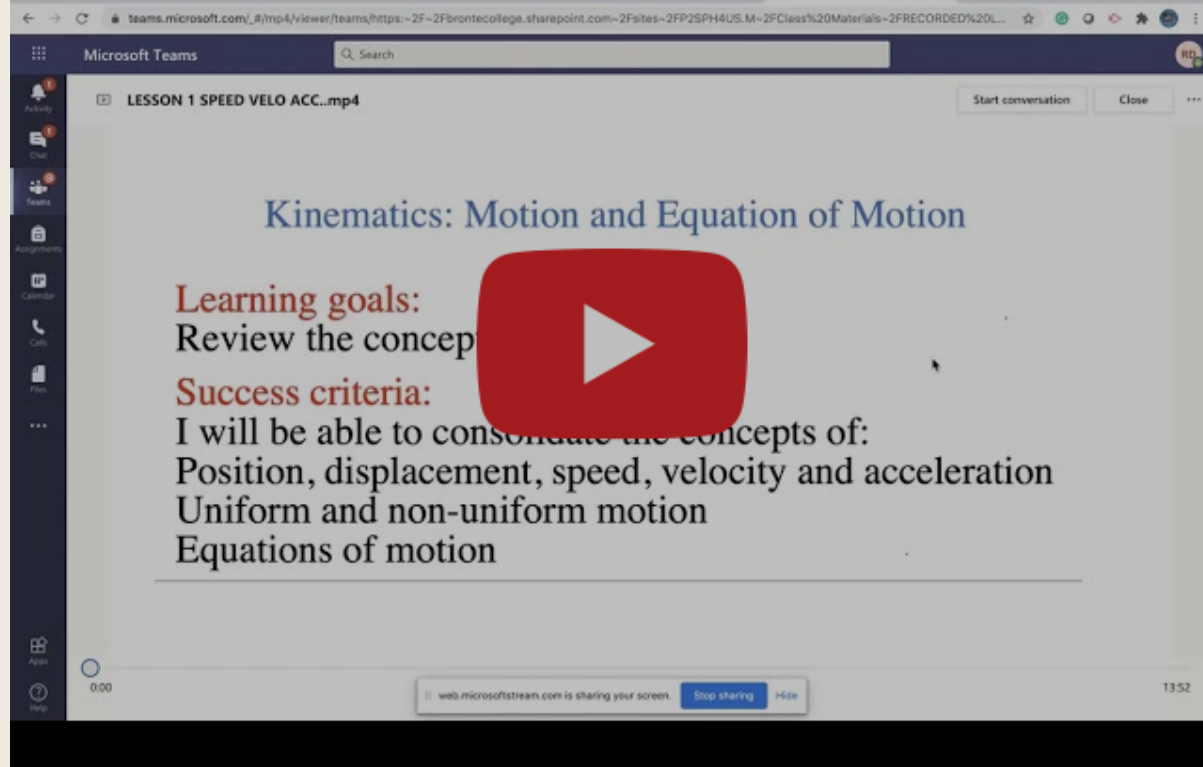 teams.microsoft.com/_#/mp4/viewer/teams/https:~2F~2Fbrontecollege.sharepoint.com~2Fsites~2FP2SPH4US.M~2FClass%20Materials~2FRECORDED%20L...
Microsoft Teams
Search
RD
Activity
1
LESSON 1 SPEED VELO ACC..mp4
Start conversation
Close
Chat
1
Teams
Assignments
Calendar
Calls
Files
Kinematics: Motion and Equation of Motion
Learning goals:
Review the concep
Success criteria:
I will be able to consolidate the concepts of:
Position, displacement, speed, velocity and acceleration
Uniform and non-uniform motion
Equations of motion
Apps
Help
0:00
web.microsoftstream.com is sharing your screen.
Stop sharing
Hide
13:52